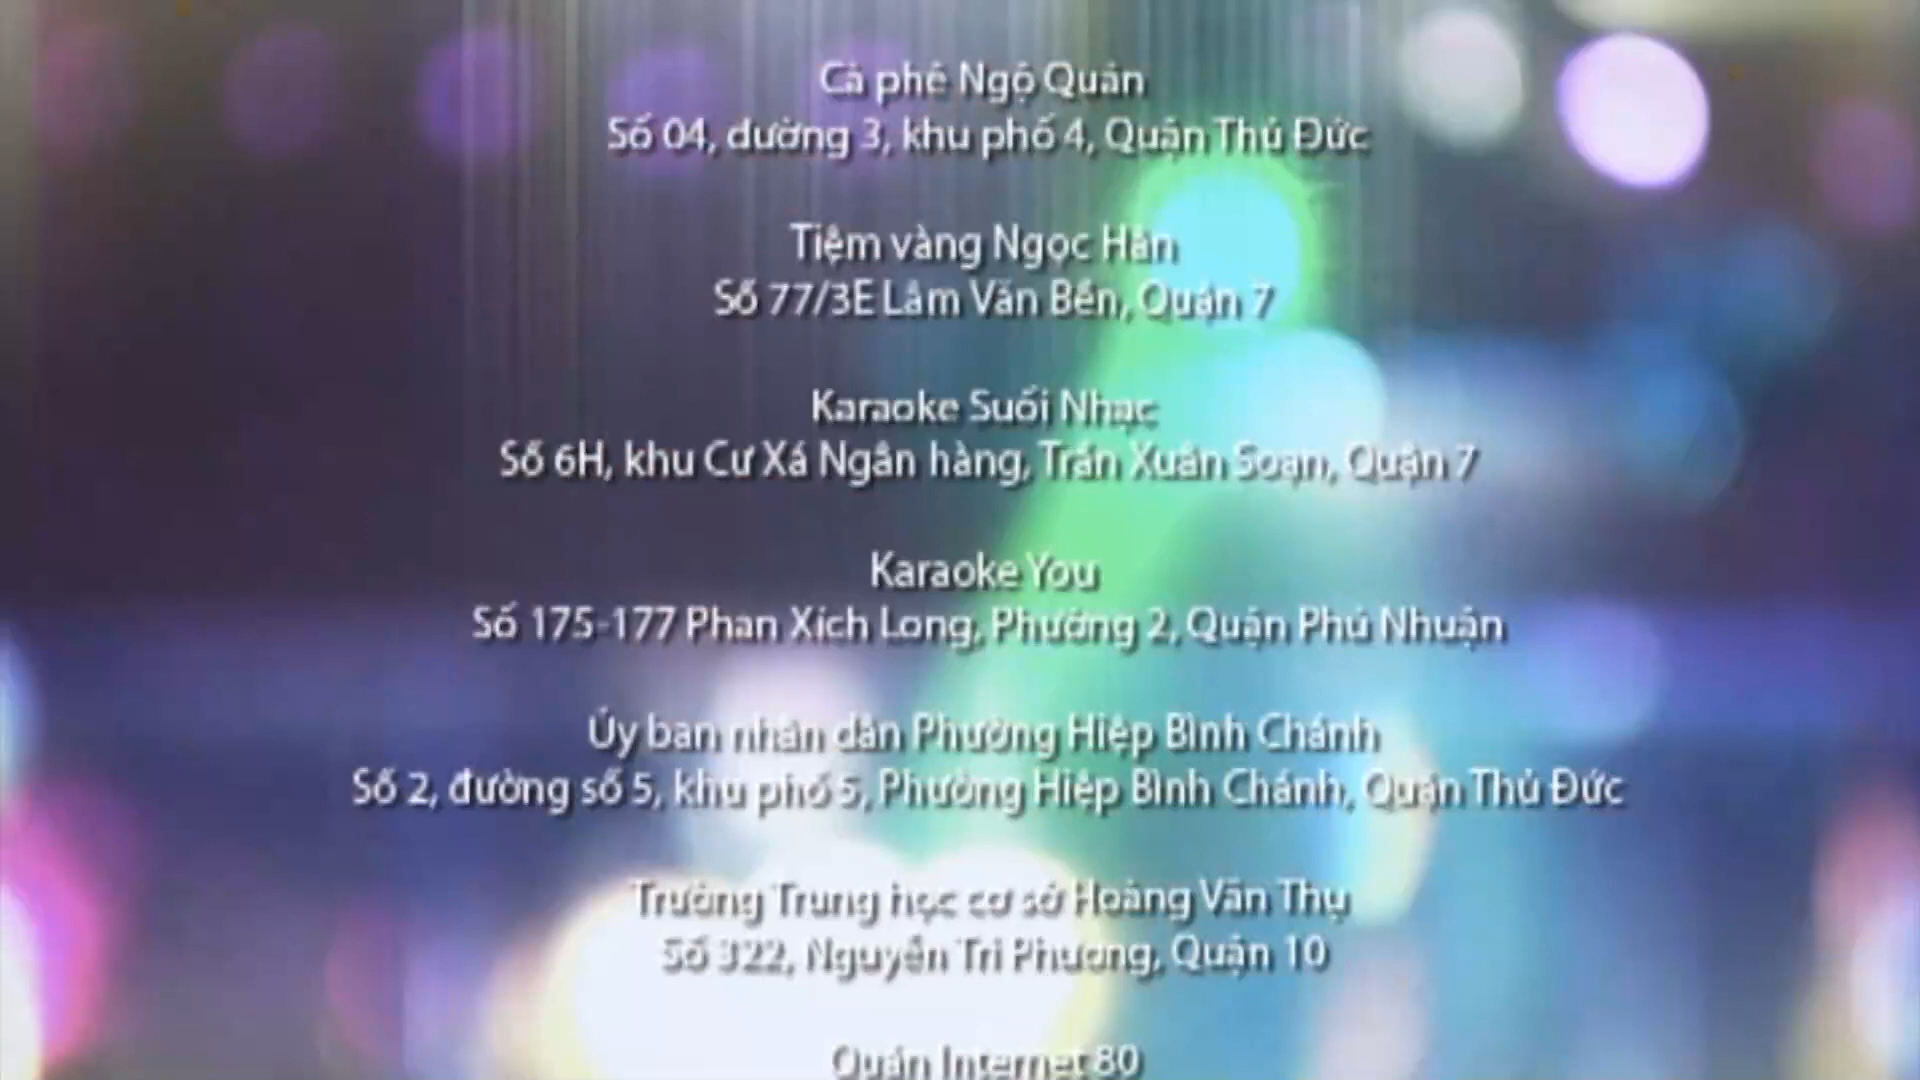 Cà phê Ngộ Quán
Số 04, đường 3, khu phố 4, Quận Thủ Đức
Tiệm vàng Ngọc Hân
Số 77/3E Lâm Văn Bền, Quận 7
Karaoke Suối Nhạc
Số 6H, khu Cư Xá Ngân hàng, Trần Xuân Soạn, Quận 7
Karaoke You
Số 175-177 Phan Xích Long, Phường 2, Quận Phú Nhuận
Ủy ban nhân dân Phường Hiệp Bình Chánh
Số 2, đường số 5, khu phố 5, Phường Hiệp Bình Chánh, Quận Thủ Đức
Trường Trung học cơ sở Hoàng Văn Thụ
Số 322, Nguyễn Tri Phương, Quận 10
Quán Internet 80